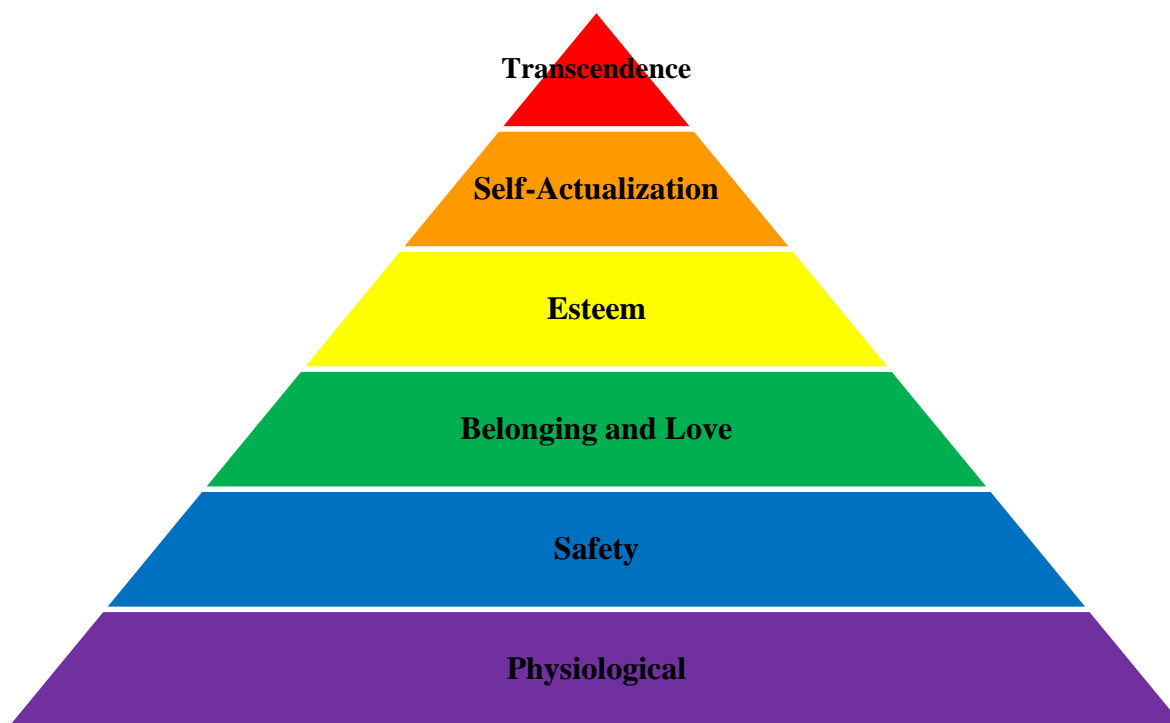 Transcendence
Self-Actualization
Esteem
Belonging and Love
Safety
Physiological